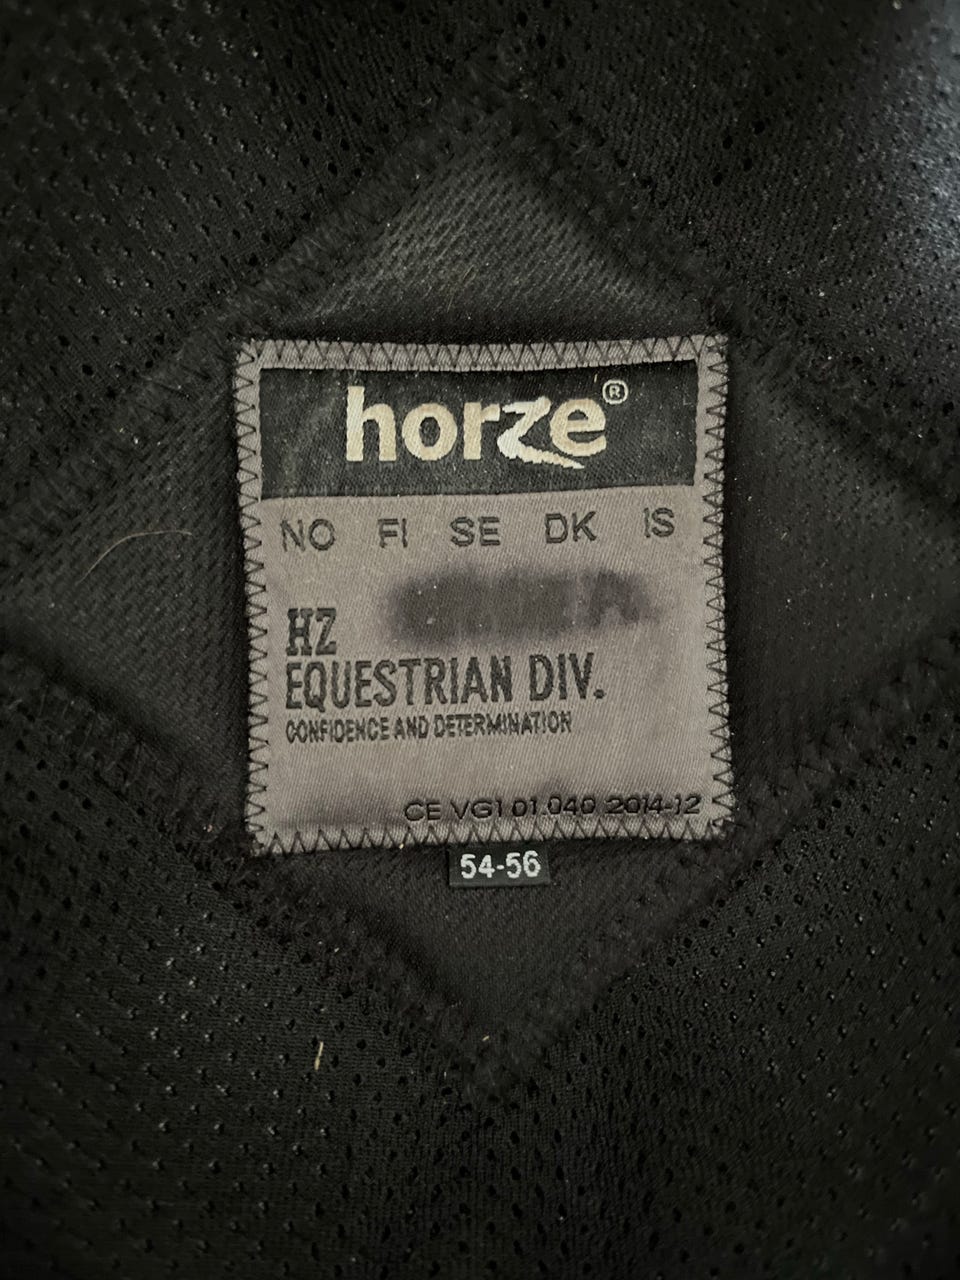 horze®
NO FI SE DK IS
HZ
EQUESTRIAN DIV.
CONFIDENCE AND DETERMINATION
CE VG1 01.040 2014-12
54-56